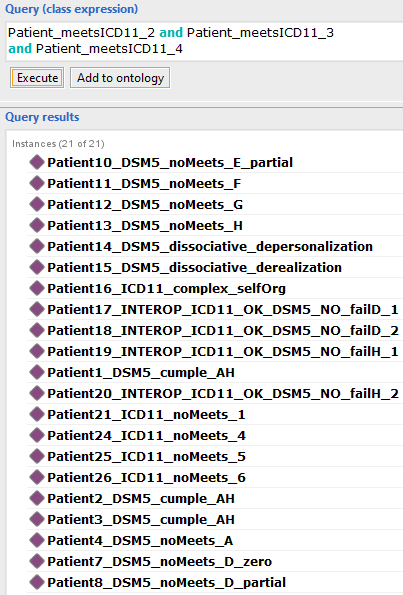 Query (class expression)
Patient_meetsICD11_2 and Patient_meetsICD11_3
and Patient_meetsICD11_4
Execute Add to ontology
Query results
Instances (21 of 21)
Patient10_DSM5_noMeets_E_partial
Patient11_DSM5_noMeets_F
Patient12_DSM5_noMeets_G
Patient13_DSM5_noMeets_H
Patient14_DSM5_dissociative_depersonalization
Patient15_DSM5_dissociative_derealization
Patient16_ICD11_complex_selfOrg
Patient17_INTEROP_ICD11_OK_DSM5_NO_failD_1
Patient18_INTEROP_ICD11_OK_DSM5_NO_failD_2
Patient19_INTEROP_ICD11_OK_DSM5_NO_failH_1
Patient1_DSM5_cumple_AH
Patient20_INTEROP_ICD11_OK_DSM5_NO_failH_2
Patient21_ICD11_noMeets_1
Patient24_ICD11_noMeets_4
Patient25_ICD11_noMeets_5
Patient26_ICD11_noMeets_6
Patient2_DSM5_cumple_AH
Patient3_DSM5_cumple_AH
Patient4_DSM5_noMeets_A
Patient7_DSM5_noMeets_D_zero
Patient8_DSM5_noMeets_D_partial